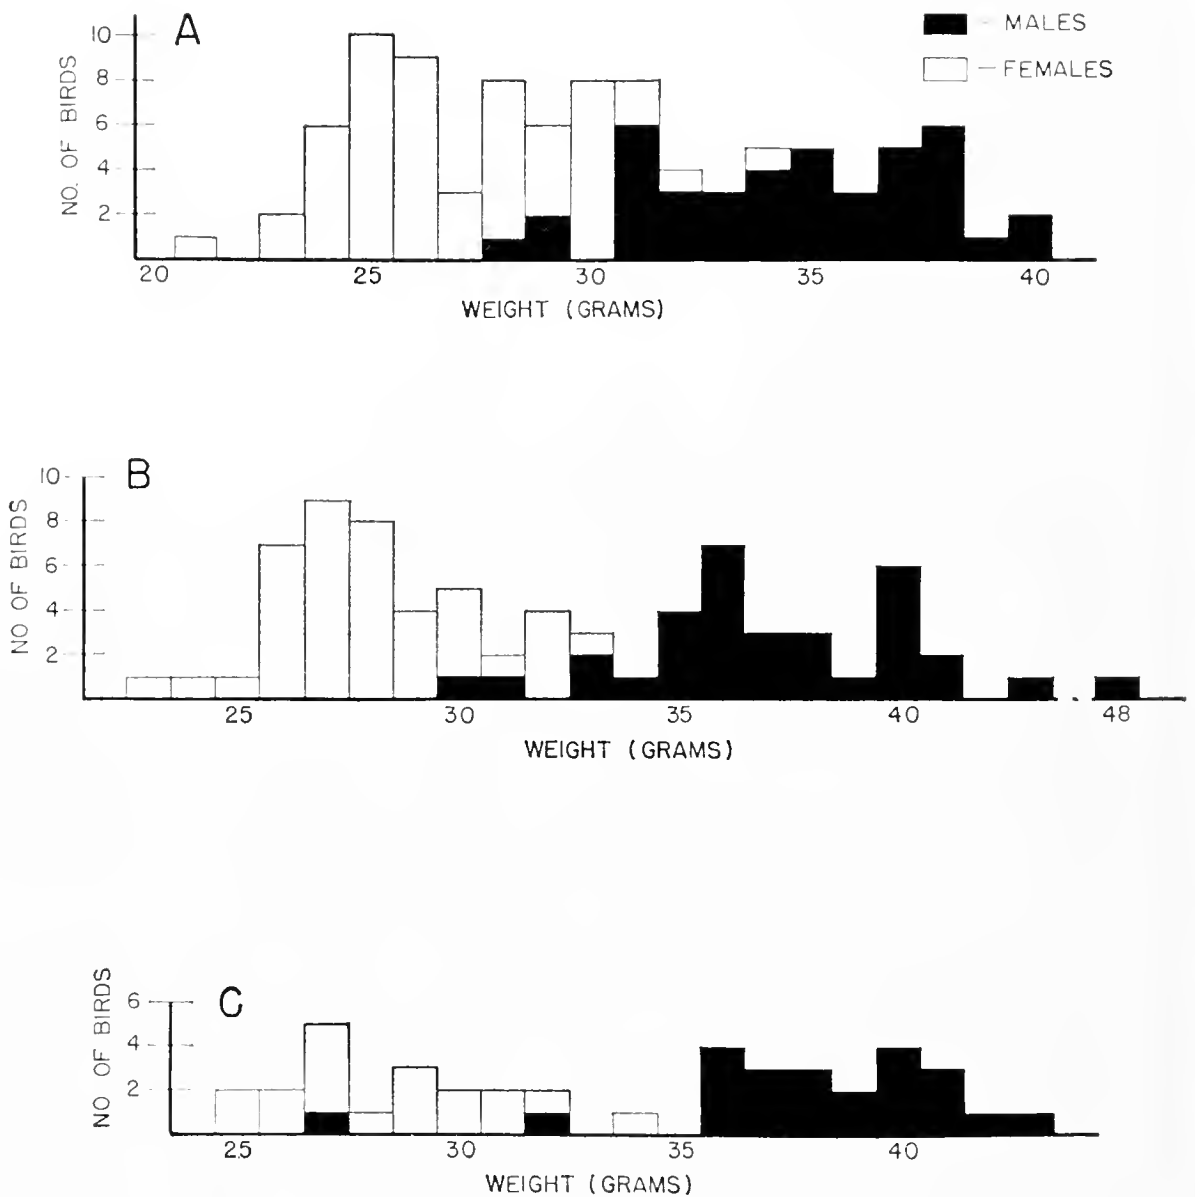 A
MALES
— FEMALES
NO. OF BIRDS
10
8
6
4
2
20 25 30 35 40
WEIGHT (GRAMS)
B
NO OF BIRDS
10
8
6
4
2
25 30 35 40 48
WEIGHT (GRAMS)
C
NO OF BIRDS
6
4
2
25 30 35 40
WEIGHT (GRAMS)